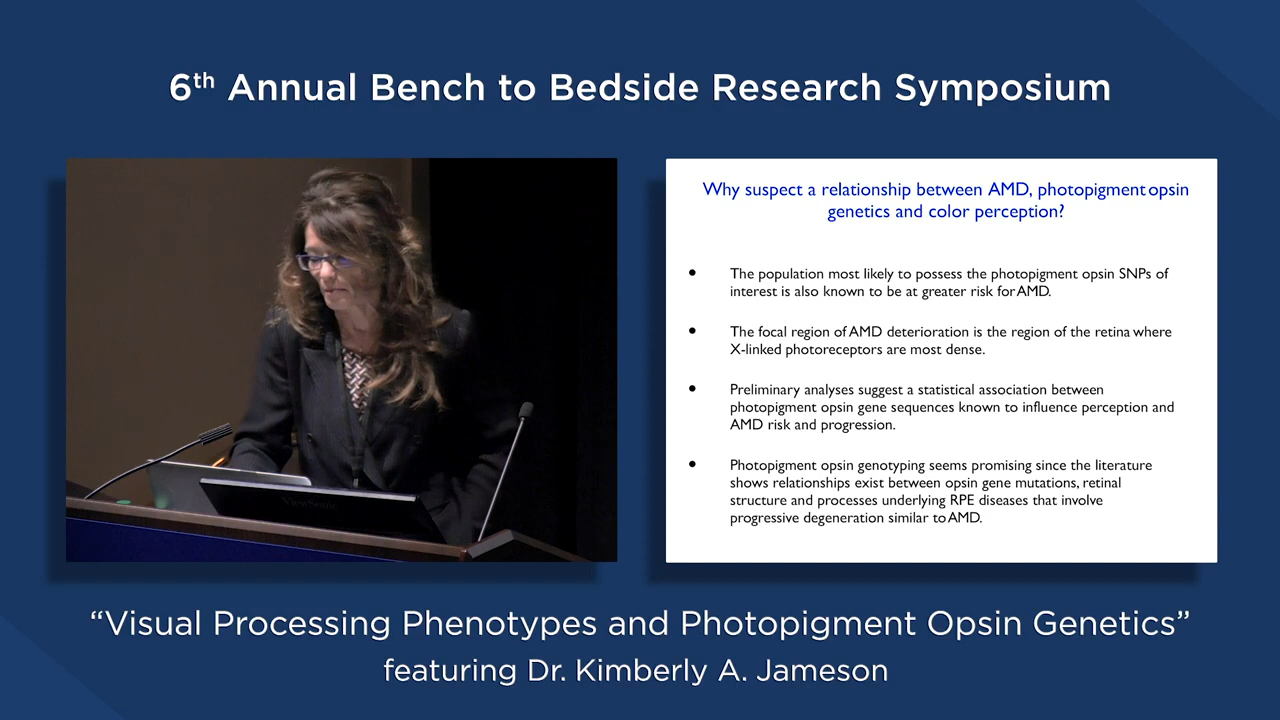 6th Annual Bench to Bedside Research Symposium
Why suspect a relationship between AMD, photopigment opsin
genetics and color perception?
• The population most likely to possess the photopigment opsin SNPs of
interest is also known to be at greater risk for AMD.
• The focal region of AMD deterioration is the region of the retina where
X-linked photoreceptors are most dense.
• Preliminary analyses suggest a statistical association between
photopigment opsin gene sequences known to influence perception and
AMD risk and progression.
• Photopigment opsin genotyping seems promising since the literature
shows relationships exist between opsin gene mutations, retinal
structure and processes underlying RPE diseases that involve
progressive degeneration similar to AMD.
ViewSonic
“Visual Processing Phenotypes and Photopigment Opsin Genetics”
featuring Dr. Kimberly A. Jameson